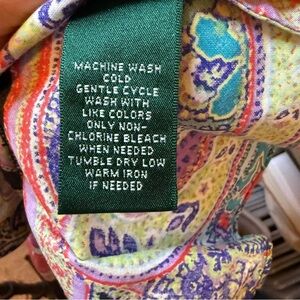 MACHINE WASH
COLD
GENTLE CYCLE
WASH WITH
LIKE COLORS
ONLY NON-
CHLORINE BLEACH
WHEN NEEDED
TUMBLE DRY LOW
WARM IRON
IF NEEDED